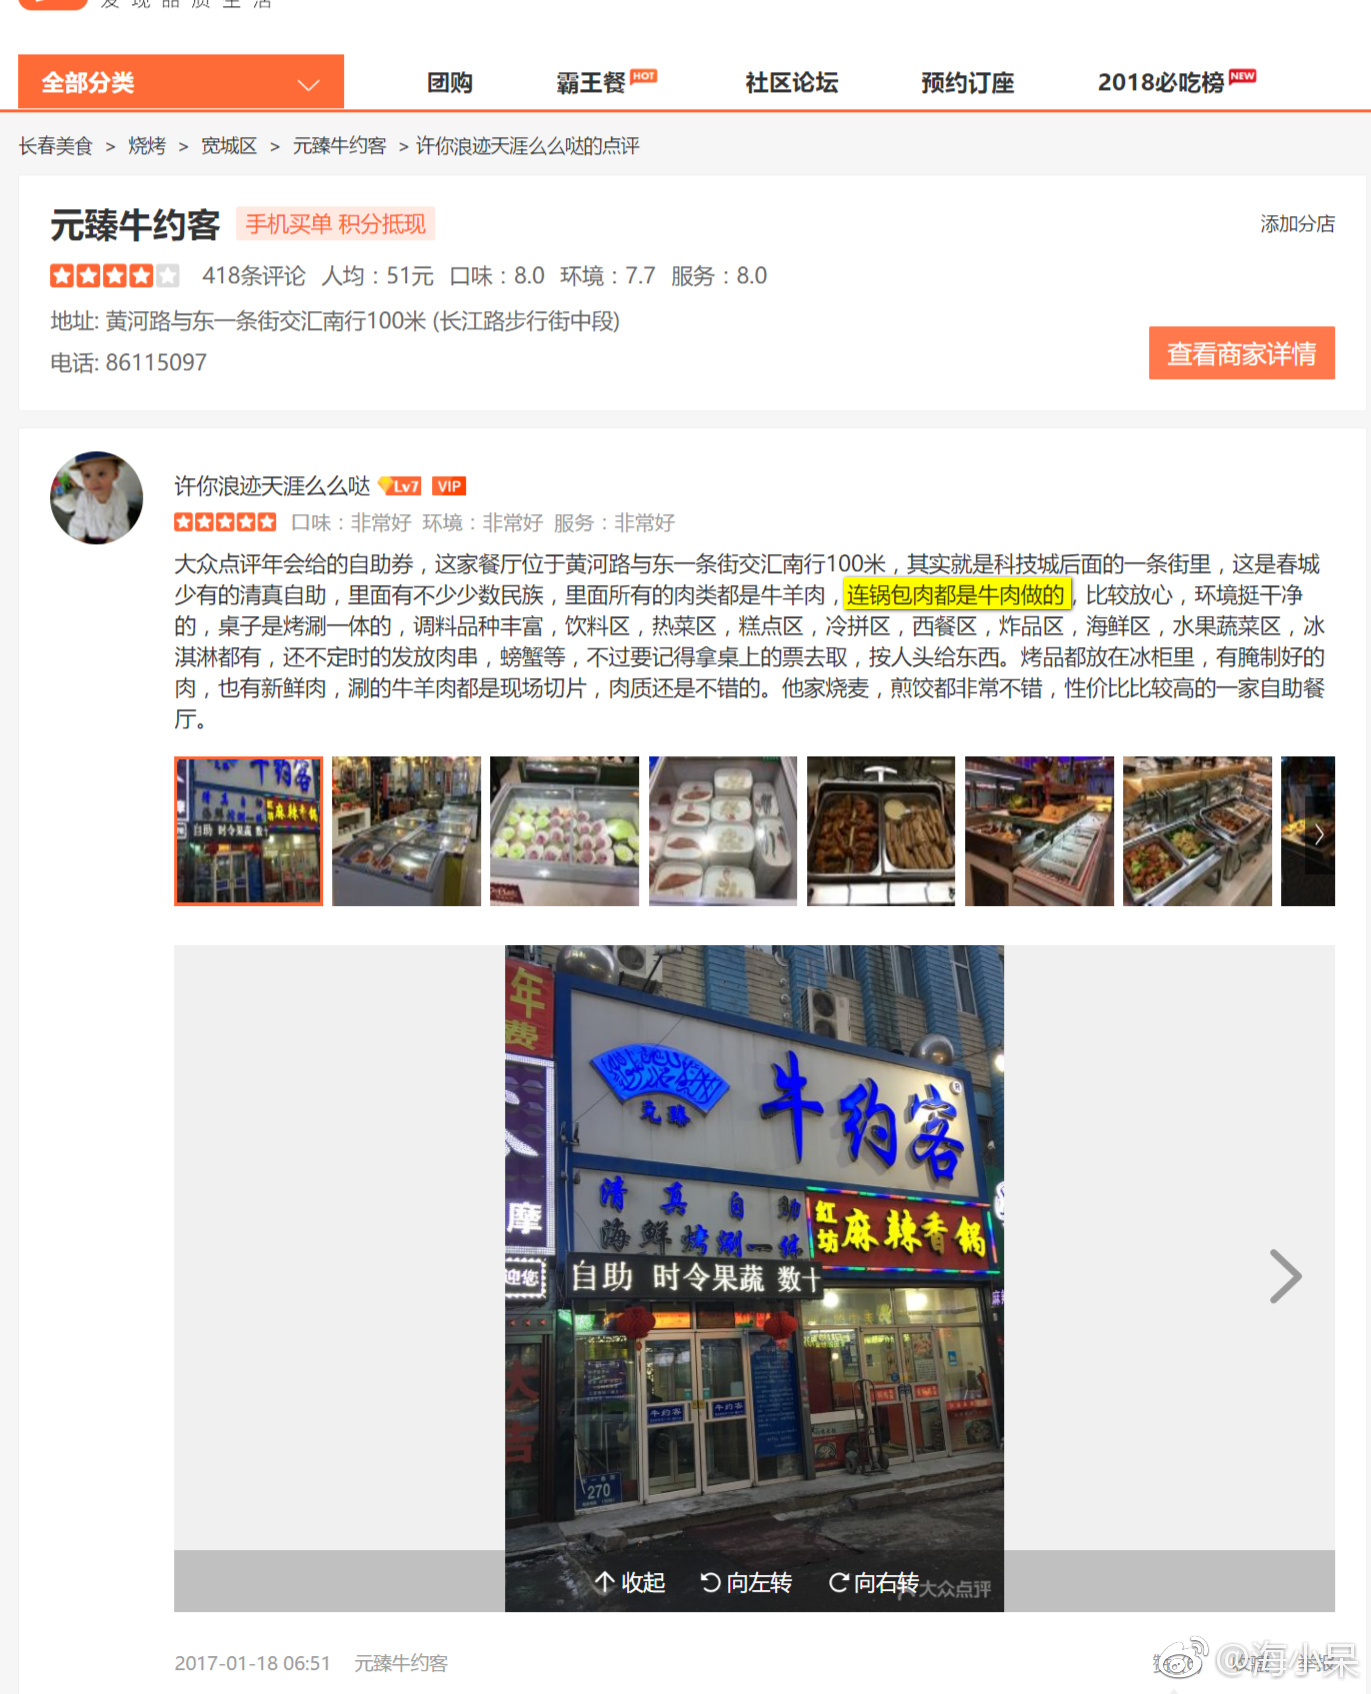 发现品质生活
全部分类 团购 霸王餐 HOT 社区论坛 预约订座 2018必吃榜 NEW
长春美食 > 烧烤 > 宽城区 > 元臻牛约客 > 许你浪迹天涯么么哒的点评
元臻牛约客 手机买单 积分抵现 添加分店
418条评论 人均：51元 口味：8.0 环境：7.7 服务：8.0
地址: 黄河路与东一条街交汇南行100米 (长江路步行街中段)
电话: 86115097
查看商家详情
许你浪迹天涯么么哒 Lv7 VIP
口味：非常好 环境：非常好 服务：非常好
大众点评年会给的自助券，这家餐厅位于黄河路与东一条街交汇南行100米，其实就是科技城后面的一条街里，这是春城
少有的清真自助，里面有不少少数民族，里面所有的肉类都是牛羊肉，连锅包肉都是牛肉做的，比较放心，环境挺干净
的，桌子是烤涮一体的，调料品种丰富，饮料区，热菜区，糕点区，冷拼区，西餐区，炸品区，海鲜区，水果蔬菜区，冰
淇淋都有，还不定时的发放肉串，螃蟹等，不过要记得拿桌上的票去取，按人头给东西。烤品都放在冰柜里，有腌制好的
肉，也有新鲜肉，涮的牛羊肉都是现场切片，肉质还是不错的。他家烧麦，煎饺都非常不错，性价比比较高的一家自助餐
厅。
年
费
元臻
牛约客
®
清真自助
海鲜烤涮一体
红坊麻辣香锅
摩
迎您
自助 时令果蔬 数十
牛约客 牛约客
270
收起 向左转 向右转
大众点评
2017-01-18 06:51 元臻牛约客
赞 收藏 举报
@海小呆